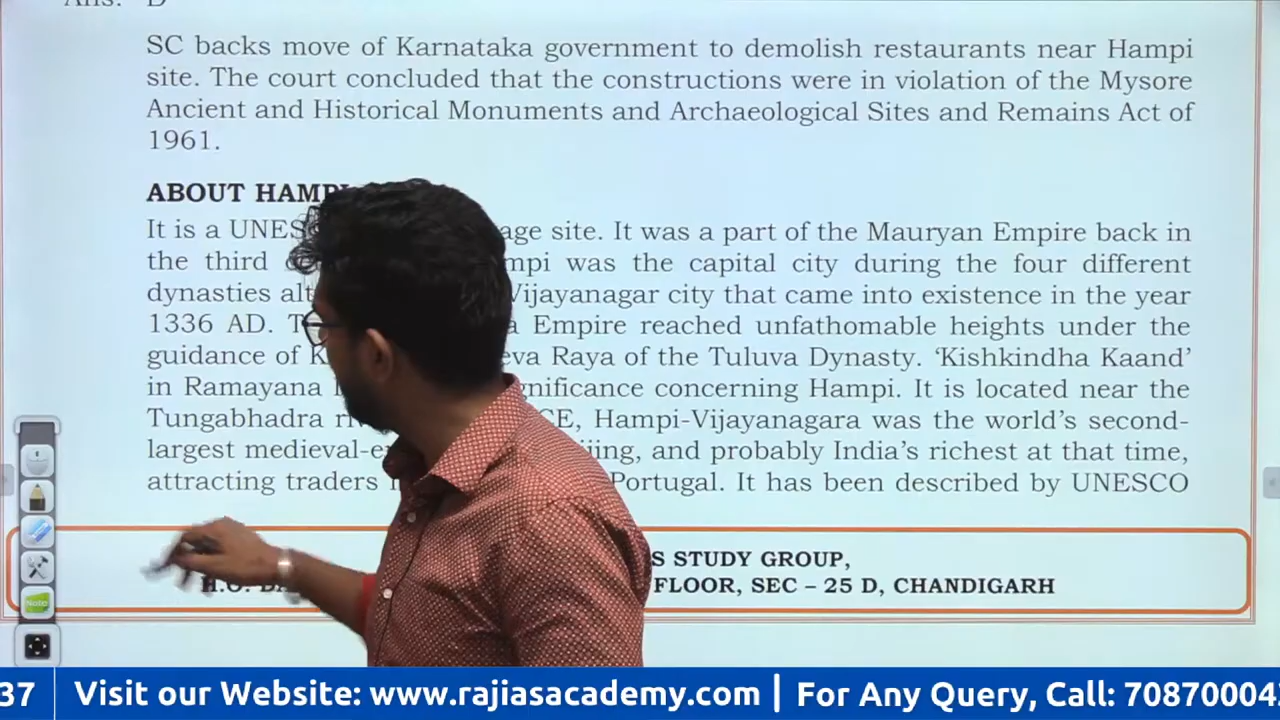 Ans: D
SC backs move of Karnataka government to demolish restaurants near Hampi
site. The court concluded that the constructions were in violation of the Mysore
Ancient and Historical Monuments and Archaeological Sites and Remains Act of
1961.
ABOUT HAMPI
It is a UNES age site. It was a part of the Mauryan Empire back in
the third mpi was the capital city during the four different
dynasties alt Vijayanagar city that came into existence in the year
1336 AD. T a Empire reached unfathomable heights under the
guidance of K eva Raya of the Tuluva Dynasty. ‘Kishkindha Kaand’
in Ramayana gnificance concerning Hampi. It is located near the
Tungabhadra ri CE, Hampi-Vijayanagara was the world’s second-
largest medieval-e jing, and probably India’s richest at that time,
attracting traders Portugal. It has been described by UNESCO
S STUDY GROUP,
H.O. FLOOR, SEC – 25 D, CHANDIGARH
Note
37 Visit our Website: www.rajiasacademy.com | For Any Query, Call: 70870004